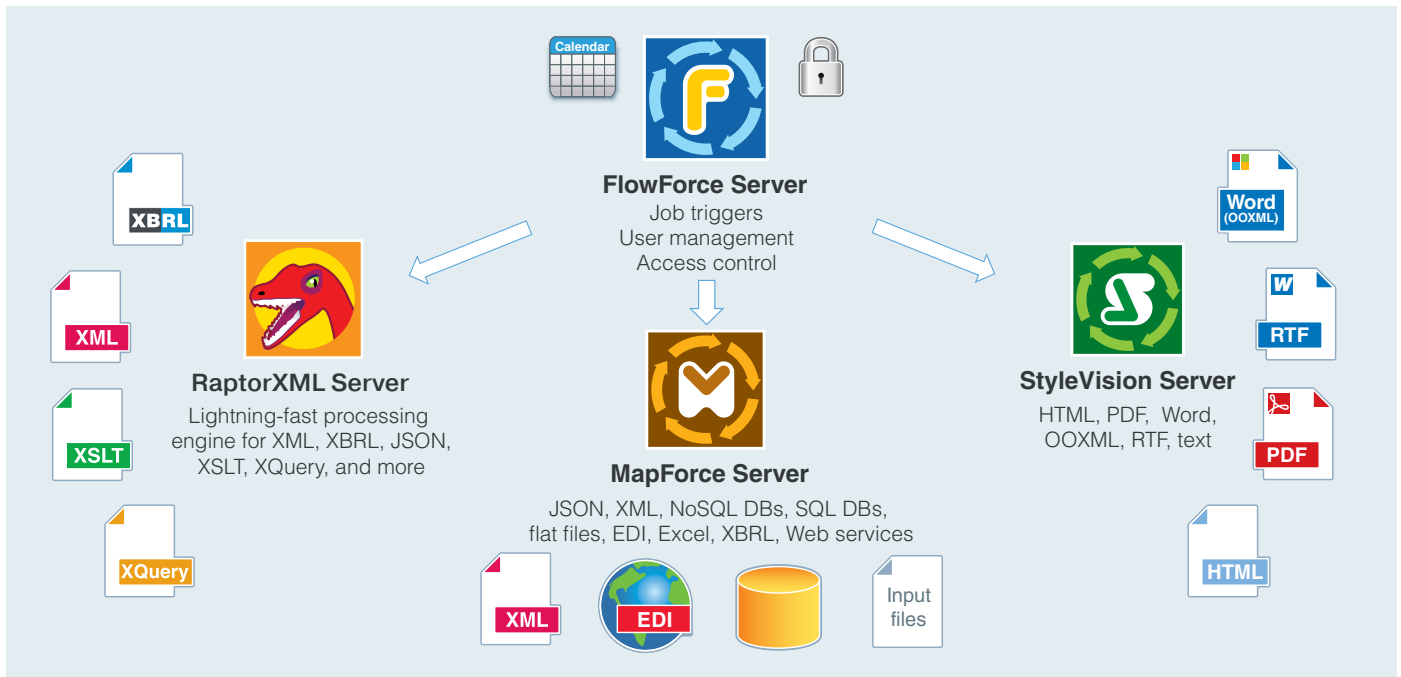 Calendar
F
FlowForce Server
Job triggers
User management
Access control
XBRL
XML
XSLT
XQuery
RaptorXML Server
Lightning-fast processing
engine for XML, XBRL, JSON,
XSLT, XQuery, and more
MapForce Server
JSON, XML, NoSQL DBs, SQL DBs,
flat files, EDI, Excel, XBRL, Web services
XML
EDI
Input
files
S
StyleVision Server
HTML, PDF, Word,
OOXML, RTF, text
Word
(OOXML)
W
RTF
PDF
HTML